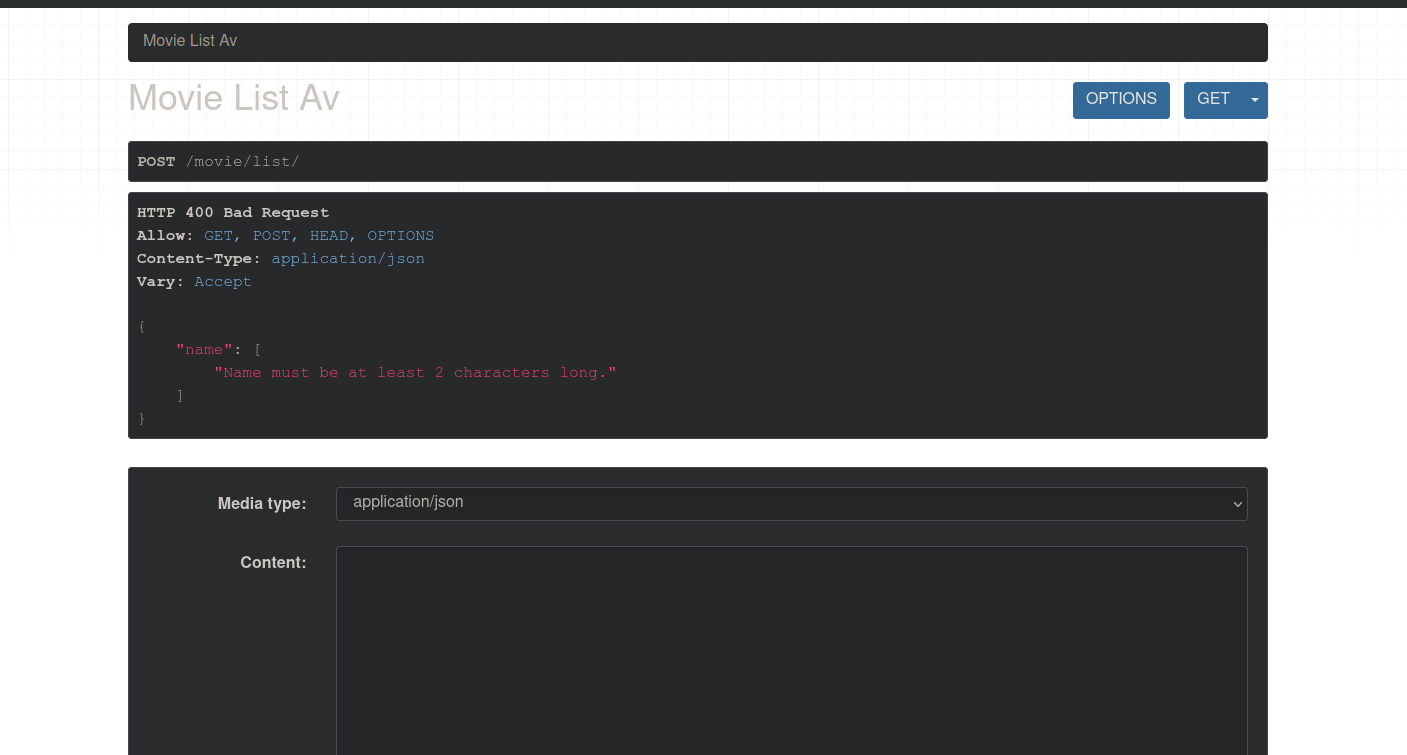 Movie List Av
Movie List Av
OPTIONS
GET
POST /movie/list/
HTTP 400 Bad Request
Allow: GET, POST, HEAD, OPTIONS
Content-Type: application/json
Vary: Accept
{
    "name": [
        "Name must be at least 2 characters long."
    ]
}
Media type:
application/json
Content: